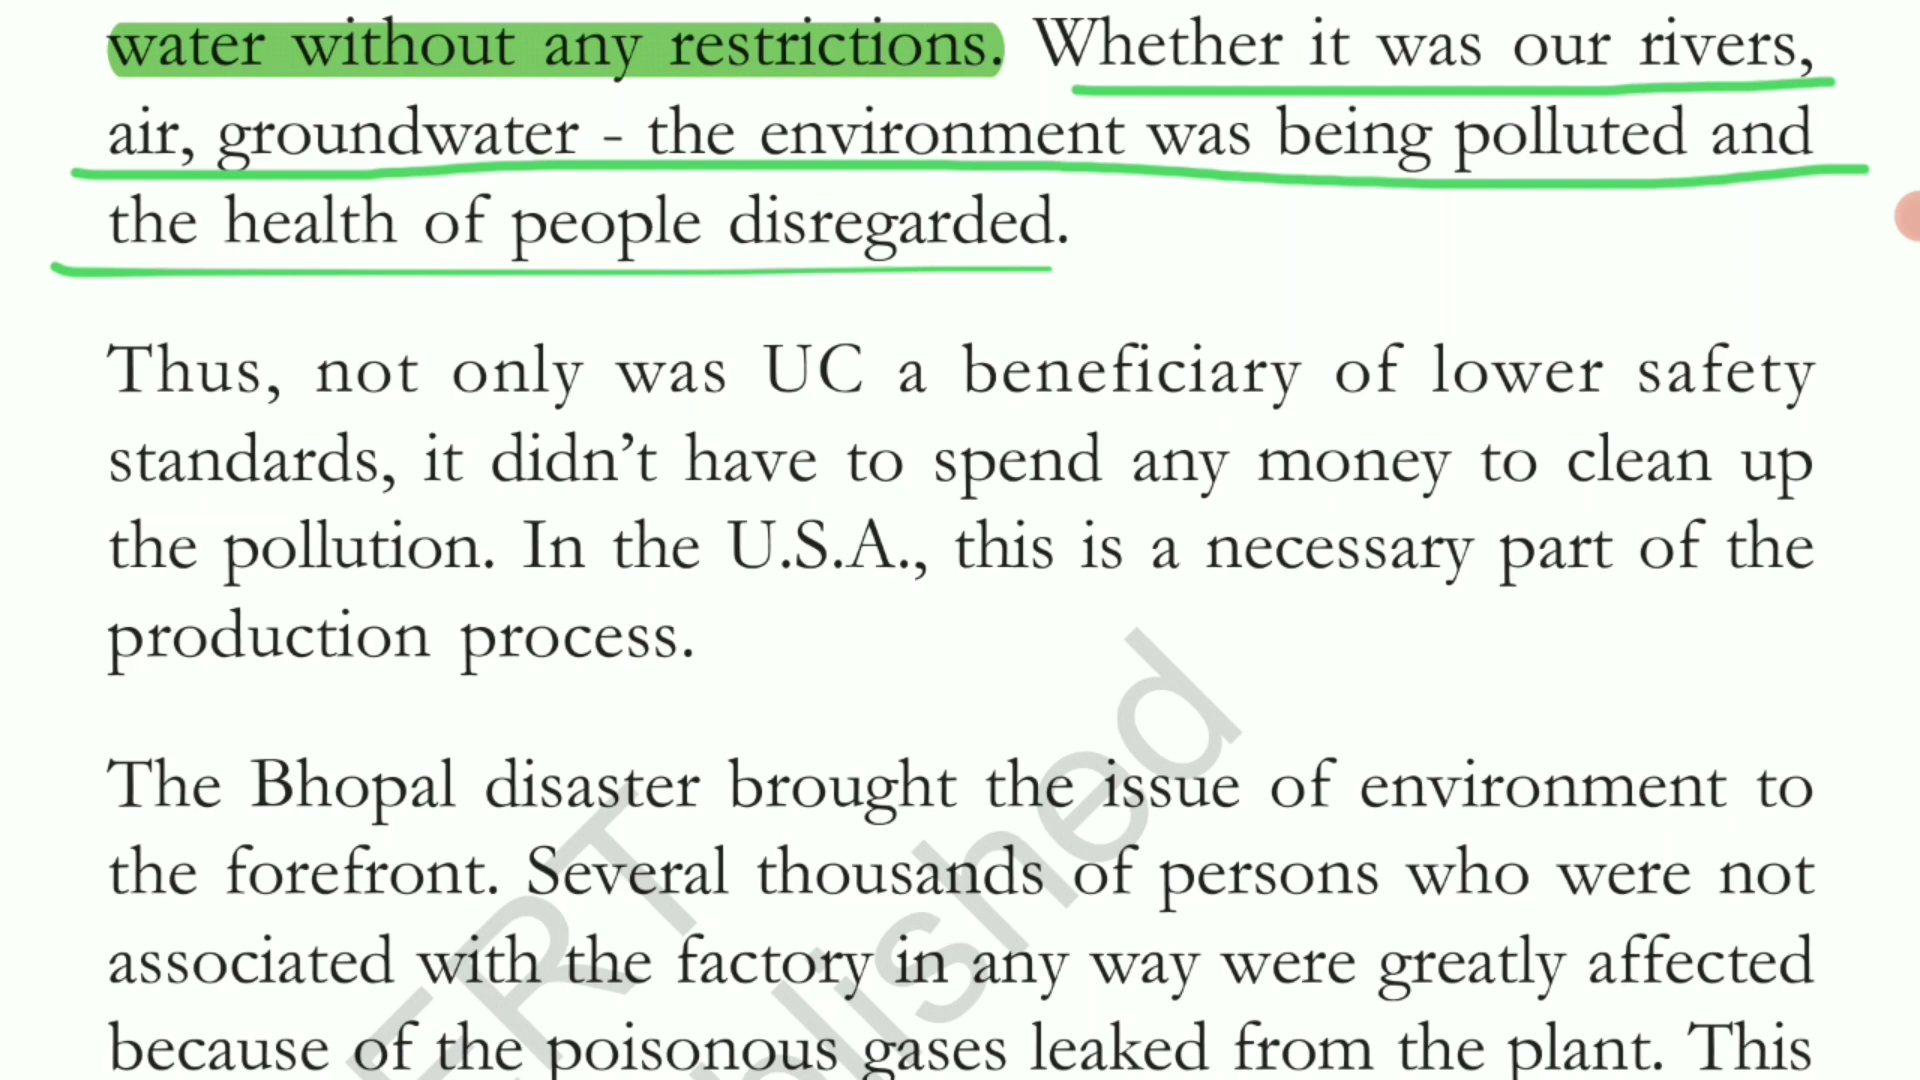 water without any restrictions. Whether it was our rivers,
air, groundwater - the environment was being polluted and
the health of people disregarded.
Thus, not only was UC a beneficiary of lower safety
standards, it didn’t have to spend any money to clean up
the pollution. In the U.S.A., this is a necessary part of the
production process.
The Bhopal disaster brought the issue of environment to
the forefront. Several thousands of persons who were not
associated with the factory in any way were greatly affected
because of the poisonous gases leaked from the plant. This